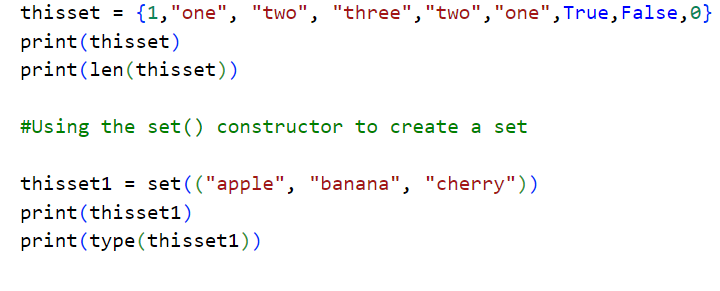 thisset = {1,"one", "two", "three","two","one",True,False,0}
print(thisset)
print(len(thisset))
#Using the set() constructor to create a set
thisset1 = set(("apple", "banana", "cherry"))
print(thisset1)
print(type(thisset1))